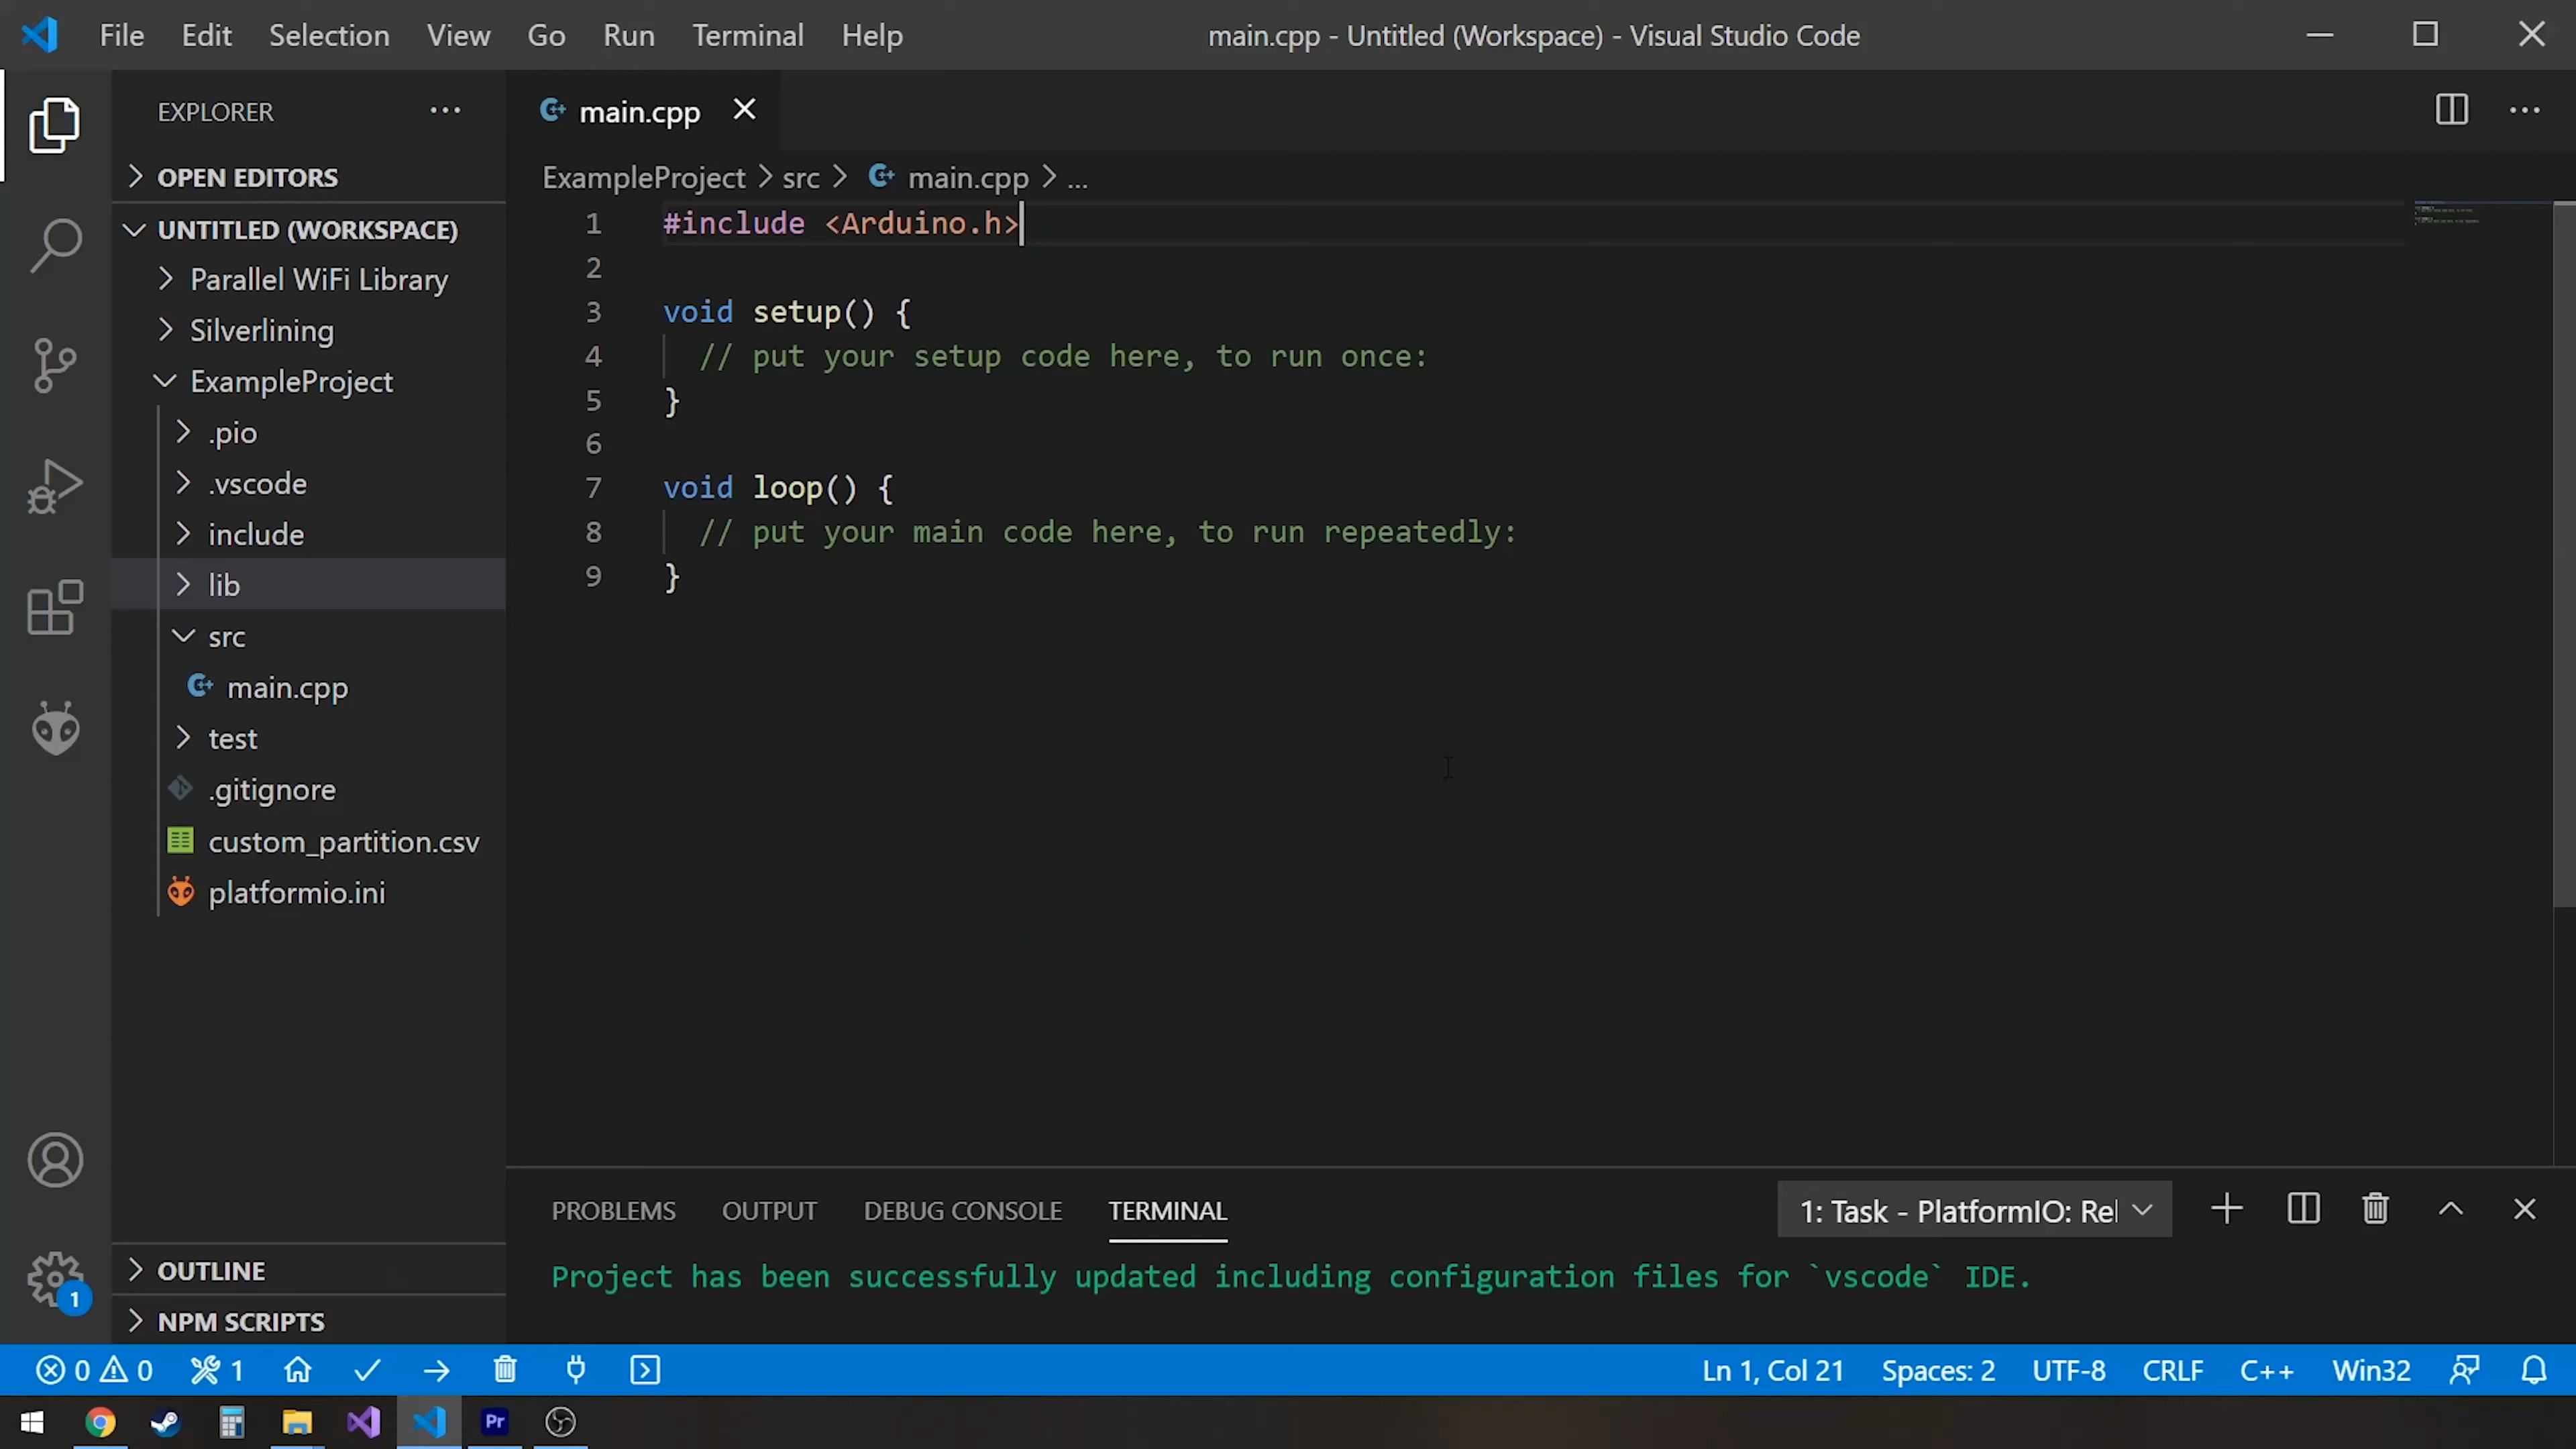 File Edit Selection View Go Run Terminal Help main.cpp - Untitled (Workspace) - Visual Studio Code
EXPLORER
OPEN EDITORS
UNTITLED (WORKSPACE)
Parallel WiFi Library
Silverlining
ExampleProject
.pio
.vscode
include
lib
src
main.cpp
test
.gitignore
custom_partition.csv
platformio.ini
OUTLINE
NPM SCRIPTS
1
main.cpp
ExampleProject > src > main.cpp > ...
1 #include <Arduino.h>
2
3 void setup() {
4 // put your setup code here, to run once:
5 }
6
7 void loop() {
8 // put your main code here, to run repeatedly:
9 }
PROBLEMS OUTPUT DEBUG CONSOLE TERMINAL 1: Task - PlatformIO: Rel
Project has been successfully updated including configuration files for `vscode` IDE.
0 0 1 Ln 1, Col 21 Spaces: 2 UTF-8 CRLF C++ Win32
Pr